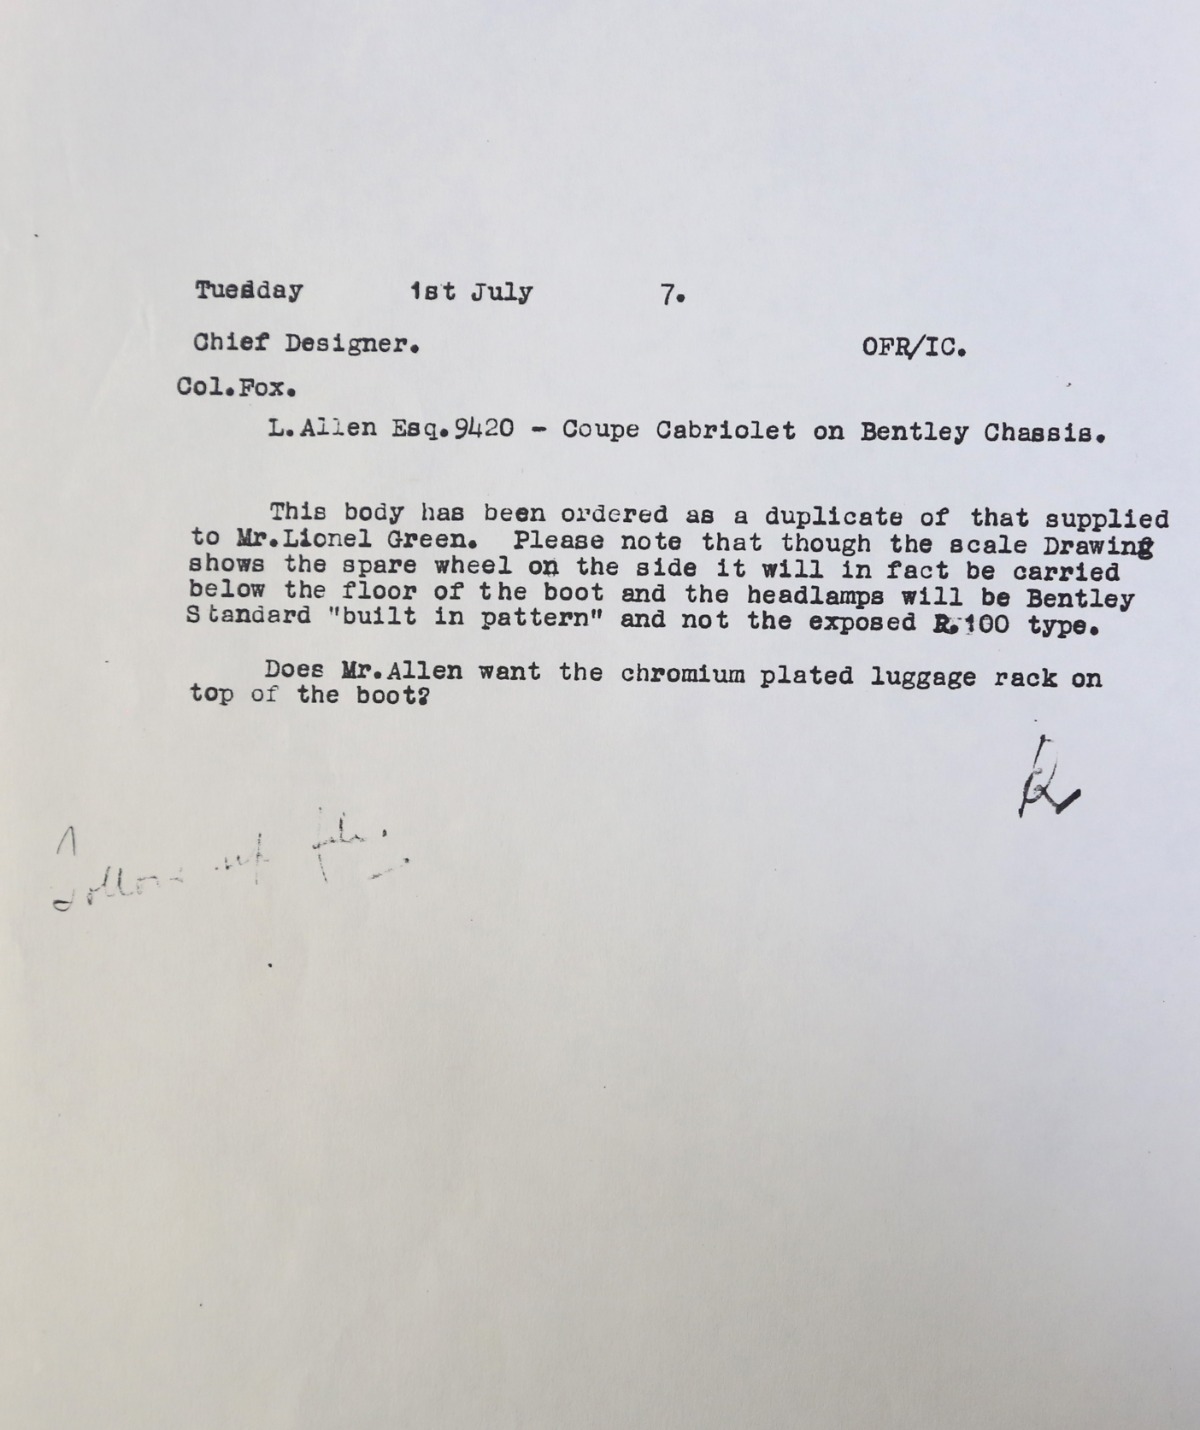 Tuesday 1st July 7.
Chief Designer. OFR/IC.
Col.Fox.
L.Allen Esq.9420 - Coupe Cabriolet on Bentley Chassis.
This body has been ordered as a duplicate of that supplied
to Mr.Lionel Green. Please note that though the scale Drawing
shows the spare wheel on the side it will in fact be carried
below the floor of the boot and the headlamps will be Bentley
Standard "built in pattern" and not the exposed R.100 type.
Does Mr.Allen want the chromium plated luggage rack on
top of the boot?
follow up